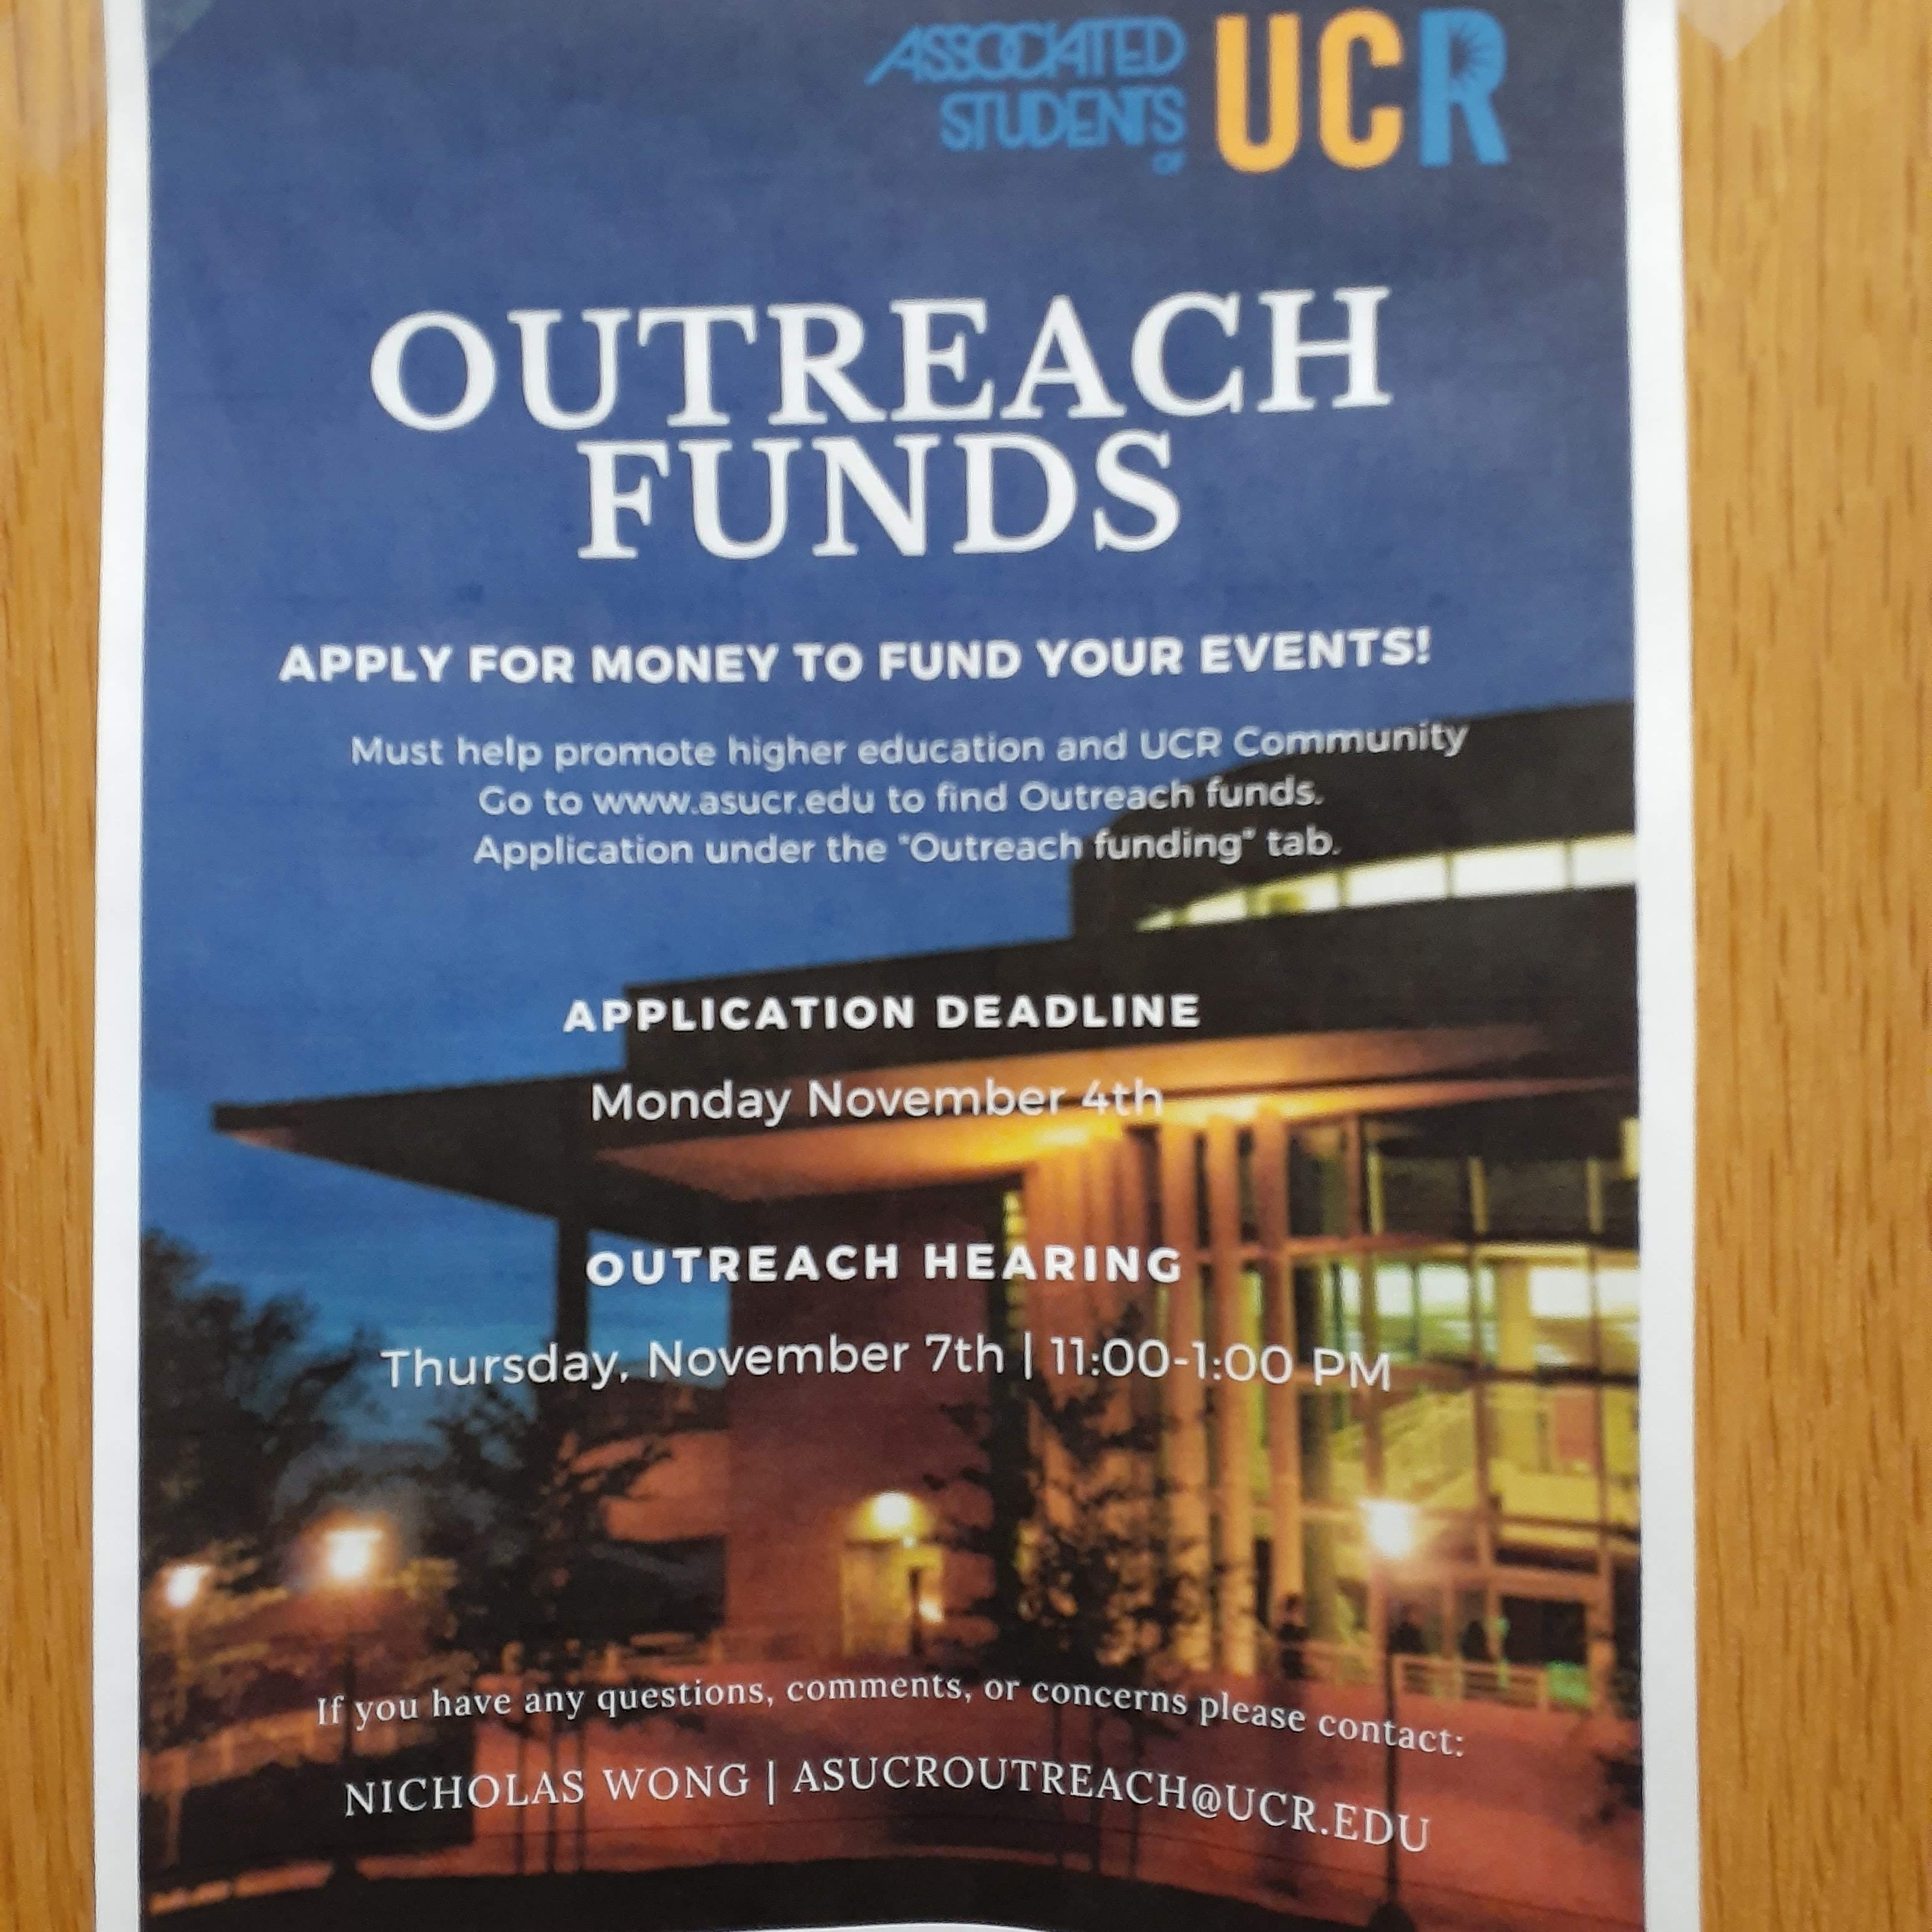 ASSOCIATED
STUDENTS
OF
UCR
OUTREACH
FUNDS
APPLY FOR MONEY TO FUND YOUR EVENTS!
Must help promote higher education and UCR Community
Go to www.asucr.edu to find Outreach funds.
Application under the "Outreach funding" tab.
APPLICATION DEADLINE
Monday November 4th
OUTREACH HEARING
Thursday, November 7th | 11:00-1:00 PM
If you have any questions, comments, or concerns please contact:
NICHOLAS WONG | ASUCROUTREACH@UCR.EDU